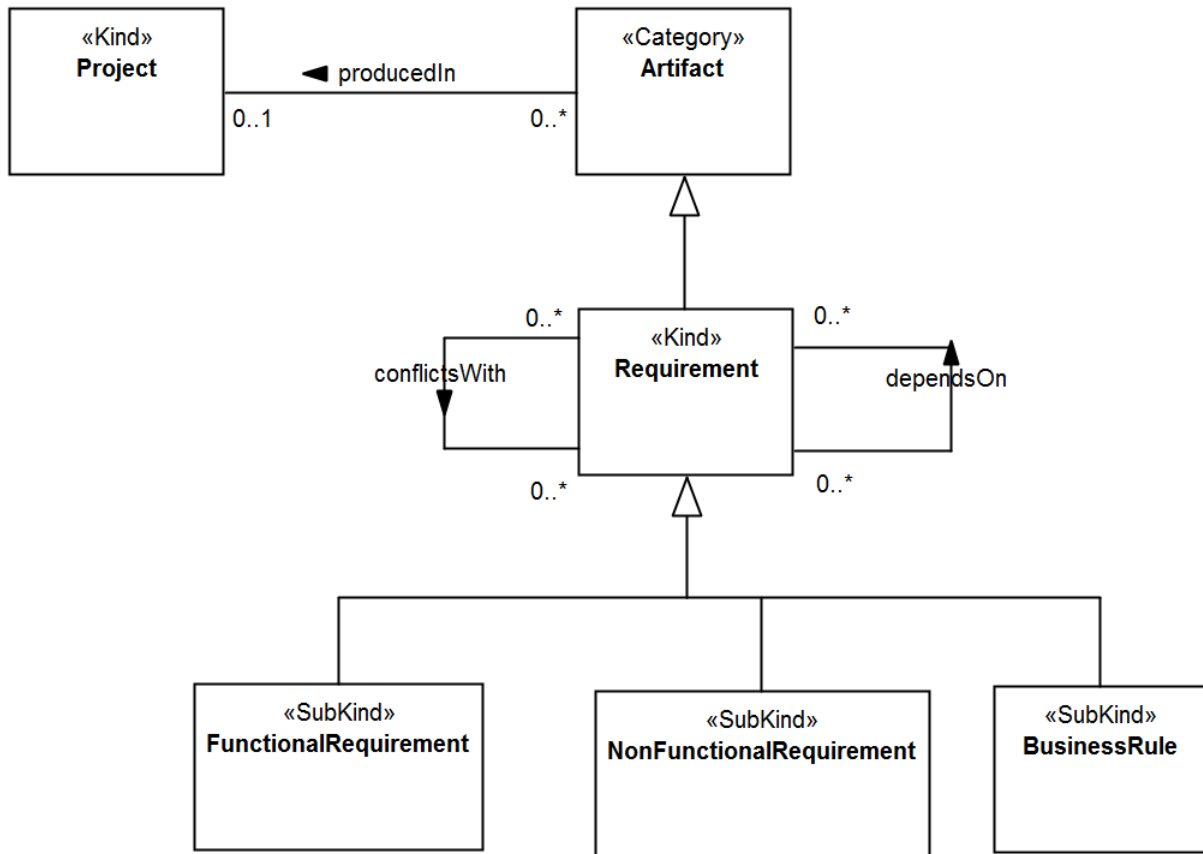 «Kind»
Project
«Category»
Artifact
producedIn
0..1
0..*
0..*
0..*
«Kind»
Requirement
conflictsWith
dependsOn
0..*
0..*
«SubKind»
FunctionalRequirement
«SubKind»
NonFunctionalRequirement
«SubKind»
BusinessRule